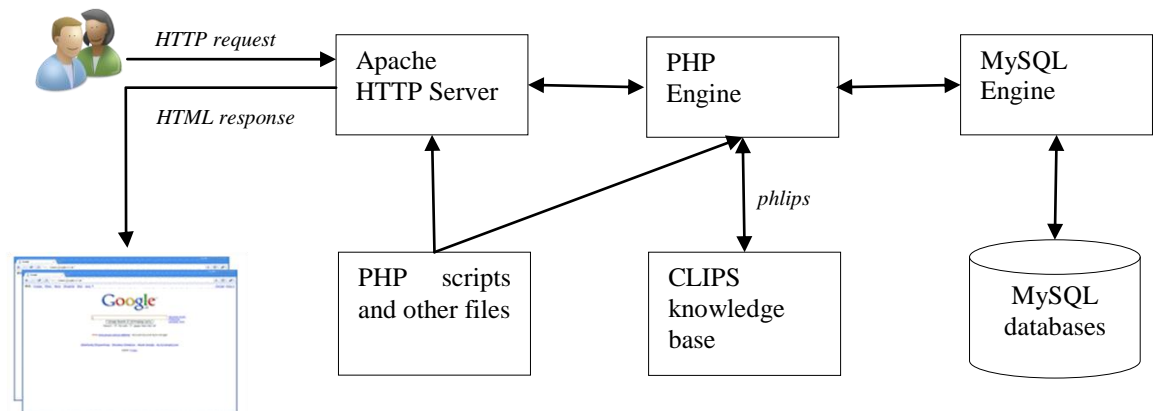 HTTP request
HTML response
Apache
HTTP Server
PHP
Engine
MySQL
Engine
phlips
PHP scripts
and other files
CLIPS
knowledge
base
MySQL
databases
Google